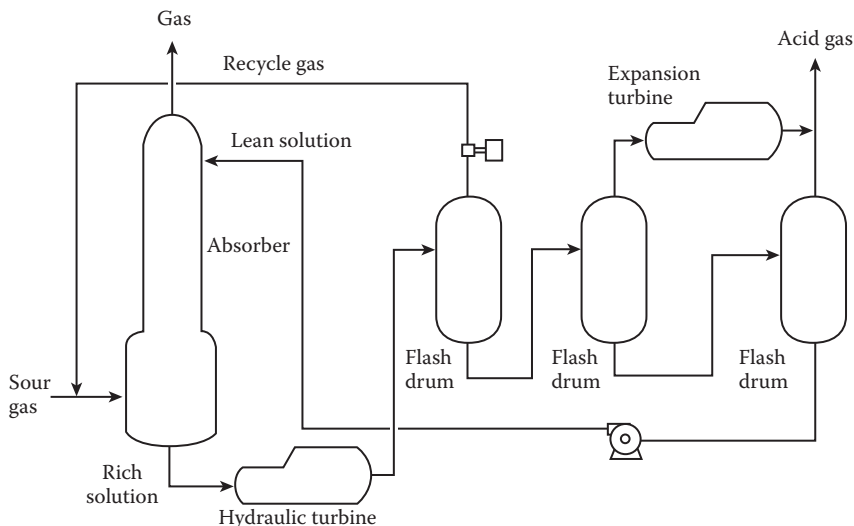 Gas
Acid gas
Recycle gas
Expansion
turbine
Lean solution
Absorber
Flash
drum
Flash
drum
Flash
drum
Sour
gas
Rich
solution
Hydraulic turbine